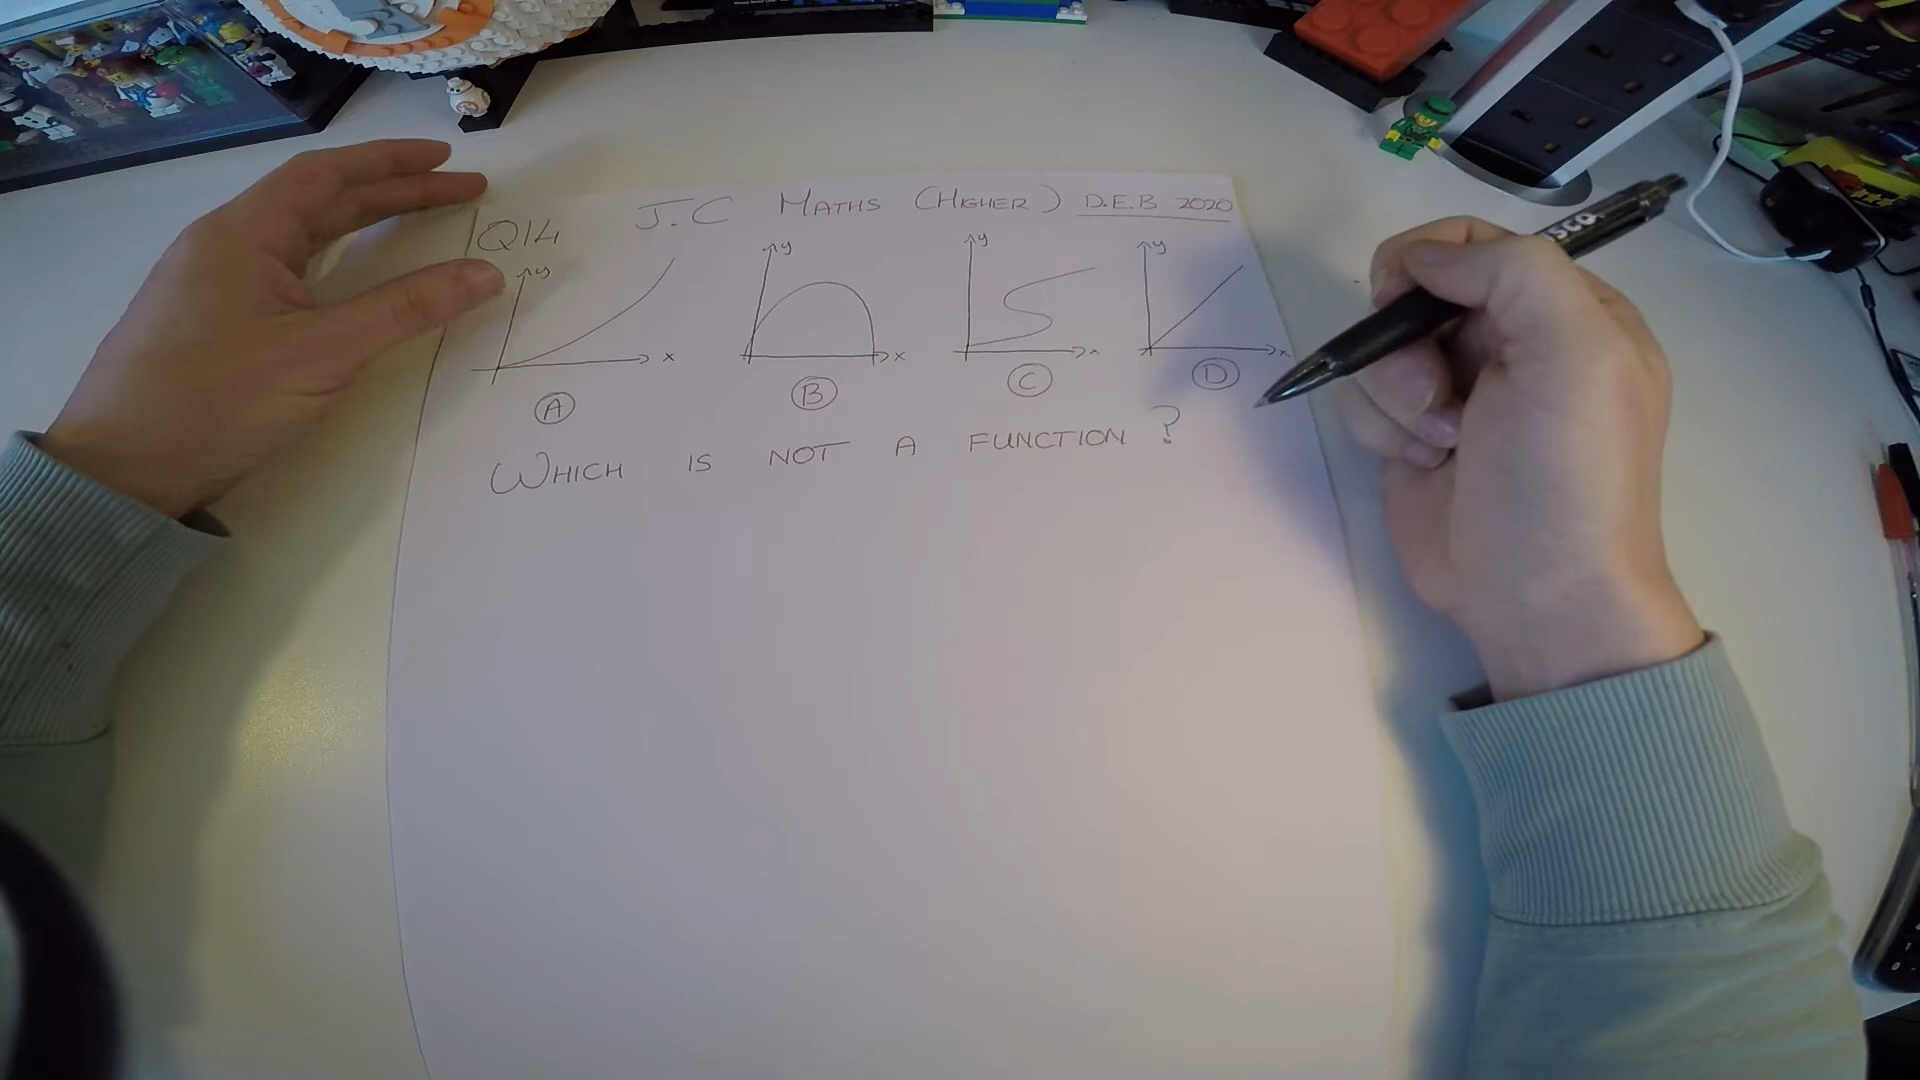 J.C MATHS (HIGHER) D.E.B 2020
Q14
y y y y
x x x x
A B C D
WHICH IS NOT A FUNCTION?